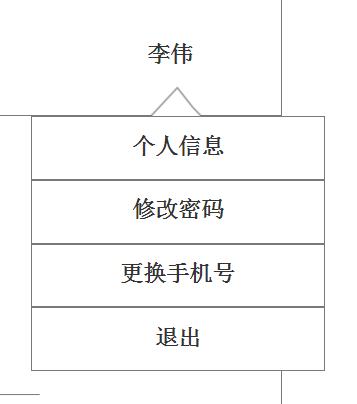 李伟
个人信息
修改密码
更换手机号
退出